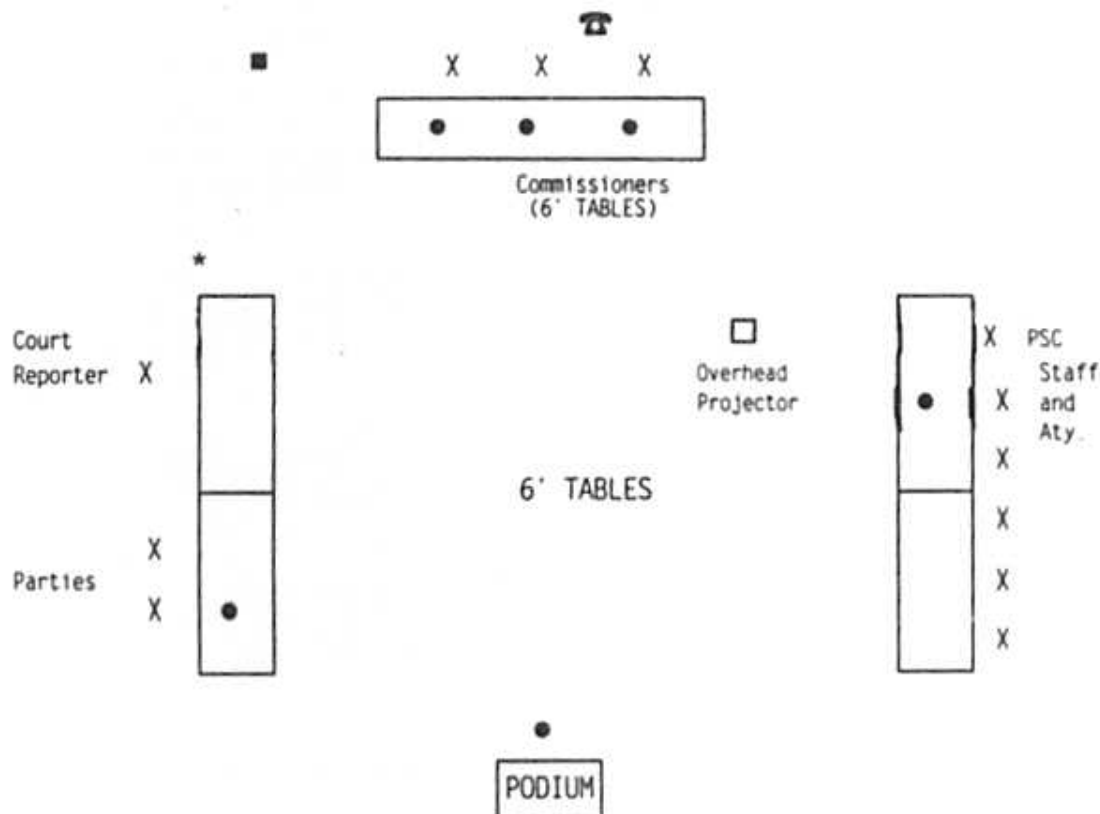 X X X
Commissioners
(6' TABLES)
*
Court
Reporter X
Overhead
Projector
X PSC
X Staff
and
Aty.
X
6' TABLES
X
X
Parties
X
X
X
PODIUM